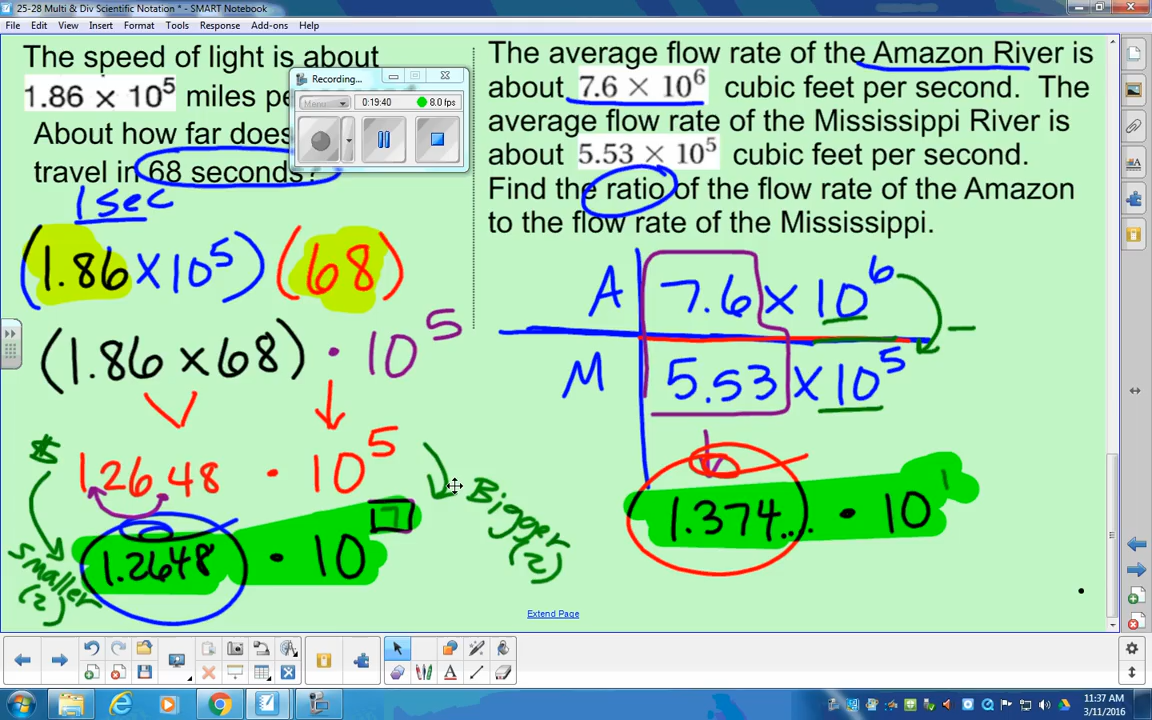 25-28 Multi & Div Scientific Notation * - SMART Notebook
File Edit View Insert Format Tools Response Add-ons Help
The speed of light is about
1.86 × 10⁵ miles pe
About how far does
travel in 68 seconds?
1 sec
(1.86 × 10⁵) (68)
(1.86 × 68) · 10⁵
126.48 · 10⁵
$
Bigger
(2)
1.2648 · 10⁷
Smaller
(2)
Recording...
Menu
0:19:40
8.0 fps
The average flow rate of the Amazon River is
about 7.6 × 10⁶ cubic feet per second. The
average flow rate of the Mississippi River is
about 5.53 × 10⁵ cubic feet per second.
Find the ratio of the flow rate of the Amazon
to the flow rate of the Mississippi.
A 7.6 × 10⁶
−
M 5.53 × 10⁵
1.374... · 10¹
Extend Page
11:37 AM
3/11/2016